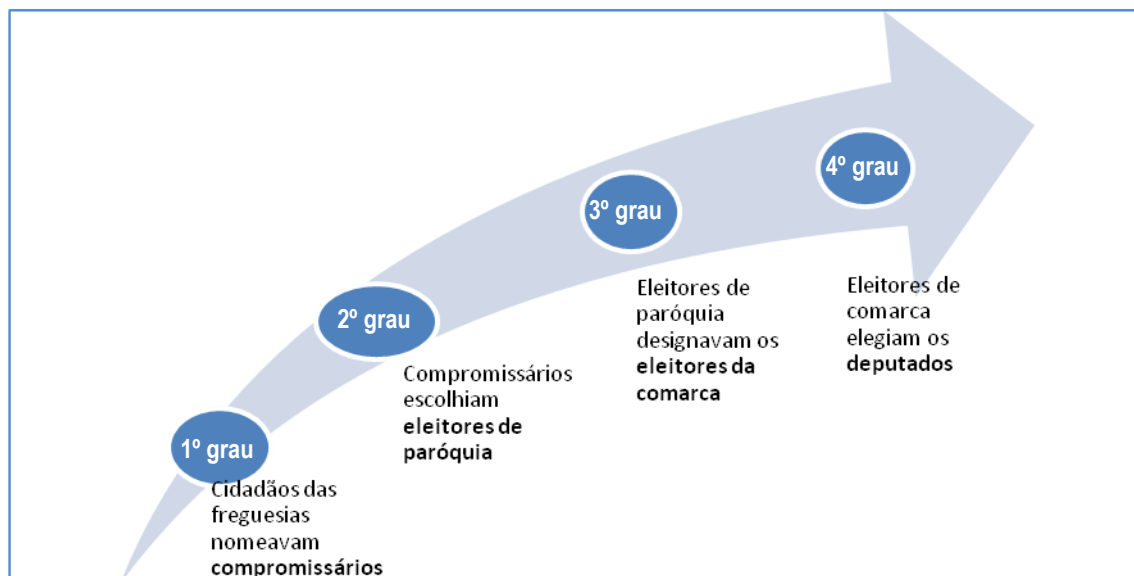 1º grau
Cidadãos das
freguesias
nomeavam
compromissários
2º grau
Compromissários
escolhiam
eleitores de
paróquia
3º grau
Eleitores de
paróquia
designavam os
eleitores da
comarca
4º grau
Eleitores de
comarca
elegiam os
deputados